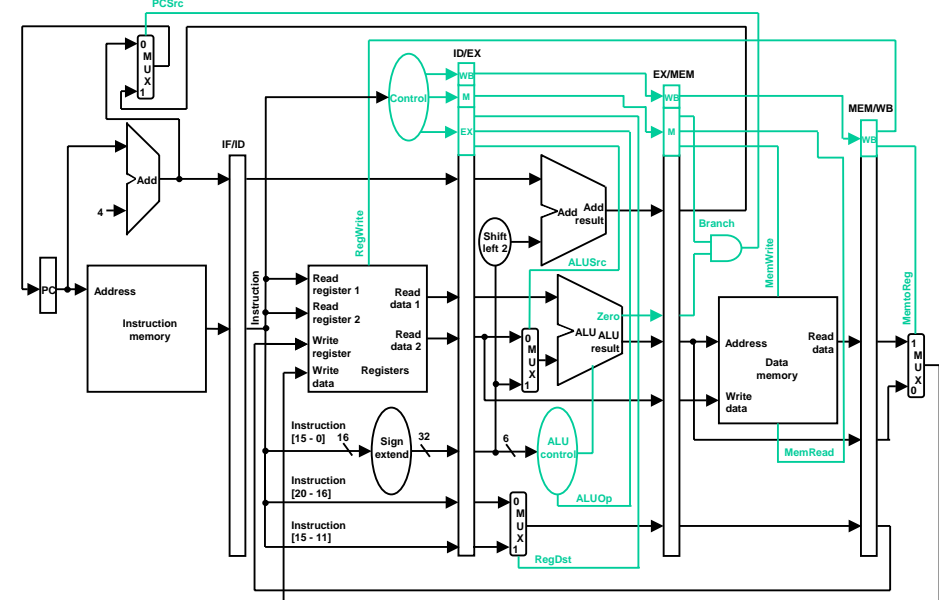 PCSrc
0
M
U
X
1
ID/EX
WB
EX/MEM
Control
M
WB
MEM/WB
EX
M
WB
IF/ID
Add
4
Add
Add
result
Branch
RegWrite
Shift
left 2
MemWrite
ALUSrc
PC
Address
Instruction
memory
Instruction
Read
register 1
Read
data 1
Read
register 2
Read
data 2
Write
register
Write
data
Registers
Zero
ALU
ALU
result
0
M
U
X
1
Address
Read
data
Data
memory
Write
data
MemtoReg
1
M
U
X
0
Instruction
[15 - 0]
16
Sign
extend
32
6
ALU
control
MemRead
Instruction
[20 - 16]
ALUOp
0
M
U
X
1
Instruction
[15 - 11]
RegDst